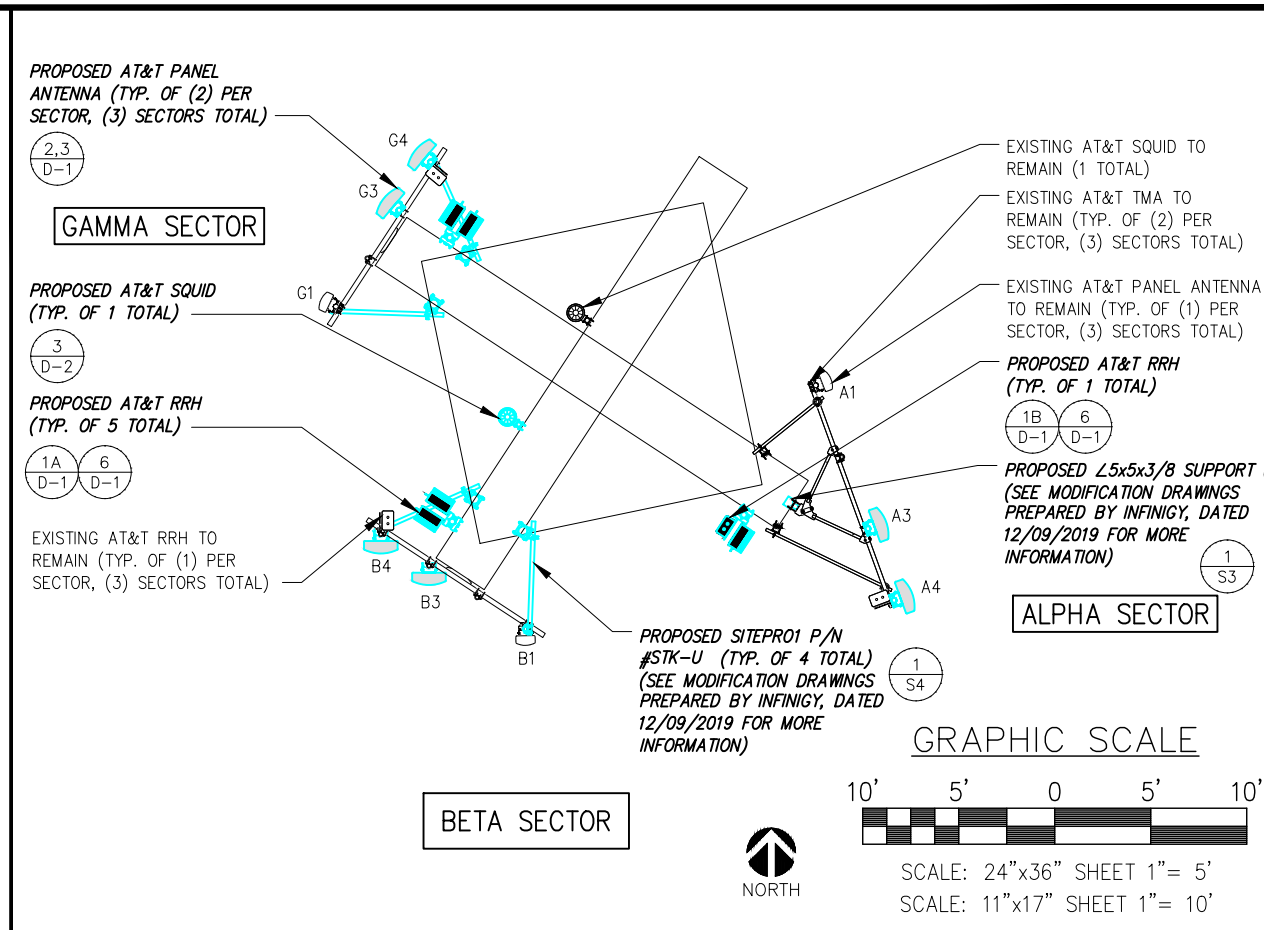 PROPOSED AT&T PANEL
ANTENNA (TYP. OF (2) PER
SECTOR, (3) SECTORS TOTAL)
2,3
D-1
GAMMA SECTOR
G4
G3
G1
PROPOSED AT&T SQUID
(TYP. OF 1 TOTAL)
3
D-2
PROPOSED AT&T RRH
(TYP. OF 5 TOTAL)
1A
D-1
6
D-1
EXISTING AT&T RRH TO
REMAIN (TYP. OF (1) PER
SECTOR, (3) SECTORS TOTAL)
B4
B3
B1
EXISTING AT&T SQUID TO
REMAIN (1 TOTAL)
EXISTING AT&T TMA TO
REMAIN (TYP. OF (2) PER
SECTOR, (3) SECTORS TOTAL)
EXISTING AT&T PANEL ANTENNA
TO REMAIN (TYP. OF (1) PER
SECTOR, (3) SECTORS TOTAL)
PROPOSED AT&T RRH
(TYP. OF 1 TOTAL)
1B
D-1
6
D-1
PROPOSED ∠5x5x3/8 SUPPORT
(SEE MODIFICATION DRAWINGS
PREPARED BY INFINIGY, DATED
12/09/2019 FOR MORE
INFORMATION)
1
S3
A1
A3
A4
ALPHA SECTOR
PROPOSED SITEPRO1 P/N
#STK-U (TYP. OF 4 TOTAL)
(SEE MODIFICATION DRAWINGS
PREPARED BY INFINIGY, DATED
12/09/2019 FOR MORE
INFORMATION)
1
S4
BETA SECTOR
NORTH
GRAPHIC SCALE
10' 5' 0 5' 10'
SCALE: 24"x36" SHEET 1"= 5'
SCALE: 11"x17" SHEET 1"= 10'